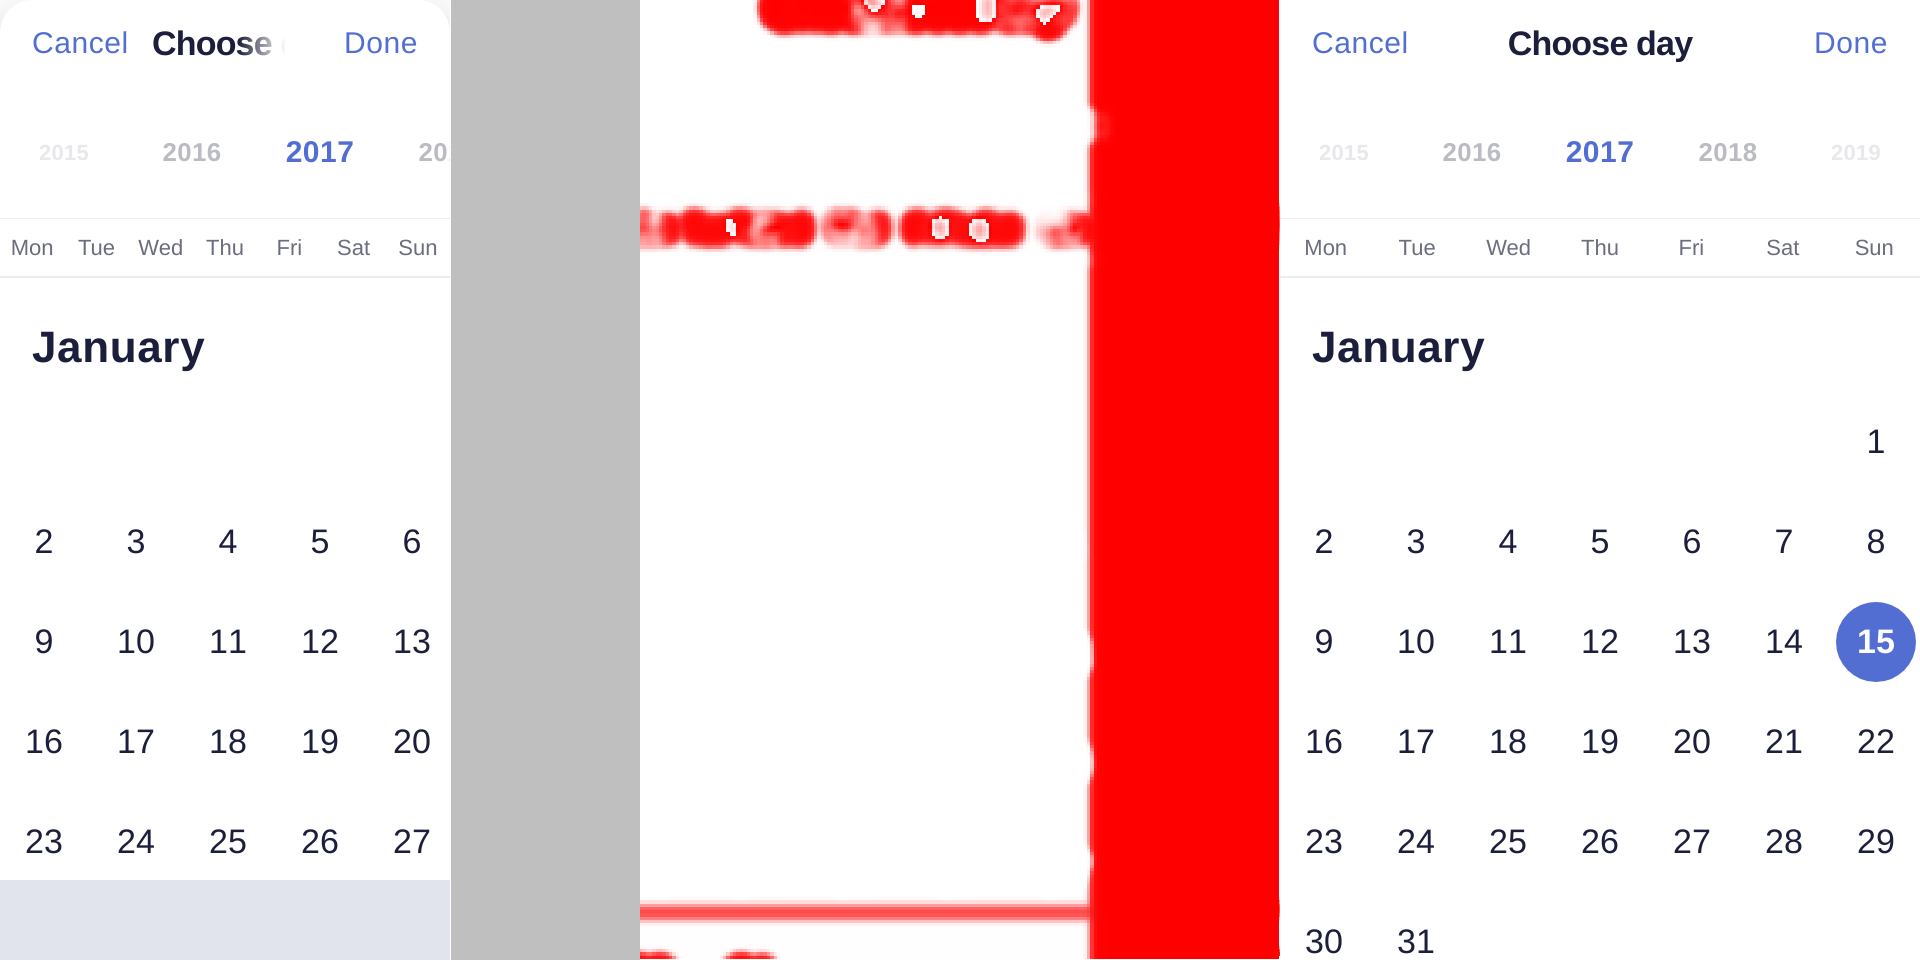 Cancel Choose Done
2015 2016 2017 20
Mon Tue Wed Thu Fri Sat Sun
January
2 3 4 5 6
9 10 11 12 13
16 17 18 19 20
23 24 25 26 27
Cancel Choose day Done
2015 2016 2017 2018 2019
Mon Tue Wed Thu Fri Sat Sun
January
1
2 3 4 5 6 7 8
9 10 11 12 13 14 15
16 17 18 19 20 21 22
23 24 25 26 27 28 29
30 31